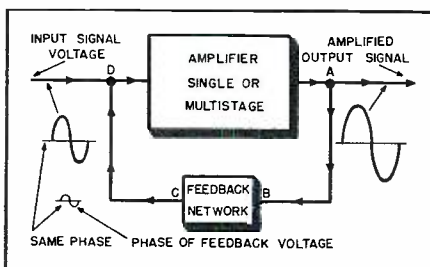 INPUT SIGNAL
VOLTAGE
D
AMPLIFIER
SINGLE OR
MULTISTAGE
AMPLIFIED
OUTPUT SIGNAL
A
C
FEEDBACK
NETWORK
B
SAME PHASE
PHASE OF FEEDBACK VOLTAGE